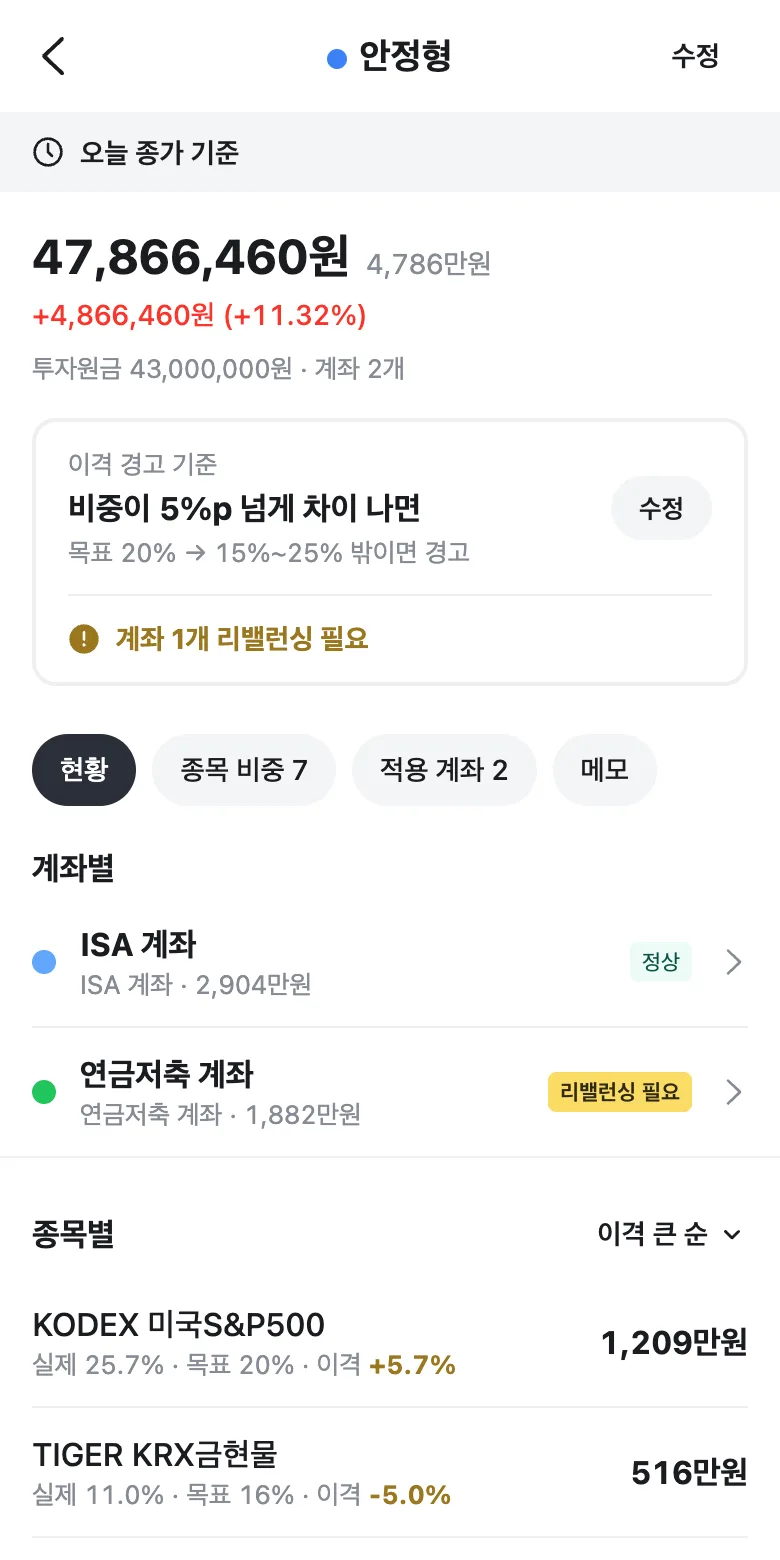 안정형
수정
오늘 종가 기준
47,866,460원 4,786만원
+4,866,460원 (+11.32%)
투자원금 43,000,000원 · 계좌 2개
이격 경고 기준
비중이 5%p 넘게 차이 나면
수정
목표 20% → 15%~25% 밖이면 경고
계좌 1개 리밸런싱 필요
현황 종목 비중 7 적용 계좌 2 메모
계좌별
ISA 계좌
ISA 계좌 · 2,904만원
정상
연금저축 계좌
연금저축 계좌 · 1,882만원
리밸런싱 필요
종목별 이격 큰 순
KODEX 미국S&P500
실제 25.7% · 목표 20% · 이격 +5.7%
1,209만원
TIGER KRX금현물
실제 11.0% · 목표 16% · 이격 -5.0%
516만원